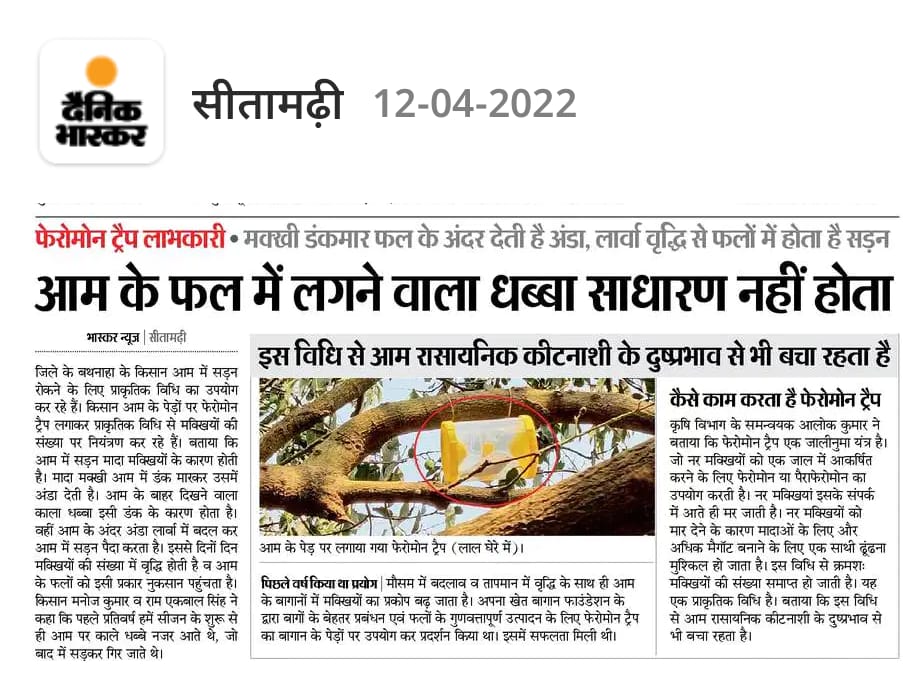 दैनिक
भास्कर
सीतामढ़ी 12-04-2022
फेरोमोन ट्रैप लाभकारी • मक्खी डंकमार फल के अंदर देती है अंडा, लार्वा वृद्धि से फलों में होता है सड़न
आम के फल में लगने वाला धब्बा साधारण नहीं होता
भास्कर न्यूज | सीतामढ़ी
जिले के बथनाहा के किसान आम में सड़न
रोकने के लिए प्राकृतिक विधि का उपयोग
कर रहे हैं। किसान आम के पेड़ों पर फेरोमोन
ट्रैप लगाकर प्राकृतिक विधि से मक्खियों की
संख्या पर नियंत्रण कर रहे हैं। बताया कि
आम में सड़न मादा मक्खियों के कारण होती
है। मादा मक्खी आम में डंक मारकर उसमें
अंडा देती है। आम के बाहर दिखने वाला
काला धब्बा इसी डंक के कारण होता है।
वहीं आम के अंदर अंडा लार्वा में बदल कर
आम में सड़न पैदा करता है। इससे दिनों दिन
मक्खियों की संख्या में वृद्धि होती है व आम
के फलों को इसी प्रकार नुकसान पहुंचता है।
किसान मनोज कुमार व राम एकबाल सिंह ने
कहा कि पहले प्रतिवर्ष हमें सीजन के शुरू से
ही आम पर काले धब्बे नजर आते थे, जो
बाद में सड़कर गिर जाते थे।
इस विधि से आम रासायनिक कीटनाशी के दुष्प्रभाव से भी बचा रहता है
आम के पेड़ पर लगाया गया फेरोमोन ट्रैप (लाल घेरे में)।
पिछले वर्ष किया था प्रयोग | मौसम में बदलाव व तापमान में वृद्धि के साथ ही आम
के बागानों में मक्खियों का प्रकोप बढ़ जाता है। अपना खेत बागान फाउंडेशन के
द्वारा बागों के बेहतर प्रबंधन एवं फलों के गुणवत्तापूर्ण उत्पादन के लिए फेरोमोन ट्रैप
का बागान के पेड़ों पर उपयोग कर प्रदर्शन किया था। इसमें सफलता मिली थी।
कैसे काम करता है फेरोमोन ट्रैप
कृषि विभाग के समन्वयक आलोक कुमार ने
बताया कि फेरोमोन ट्रैप एक जालीनुमा यंत्र है।
जो नर मक्खियों को एक जाल में आकर्षित
करने के लिए फेरोमोन या पैराफेरोमोन का
उपयोग करती है। नर मक्खियां इसके संपर्क
में आते ही मर जाती है। नर मक्खियों को
मार देने के कारण मादाओं के लिए और
अधिक मैगॉट बनाने के लिए एक साथी ढूंढना
मुश्किल हो जाता है। इस विधि से क्रमशः
मक्खियों की संख्या समाप्त हो जाती है। यह
एक प्राकृतिक विधि है। बताया कि इस विधि
से आम रासायनिक कीटनाशी के दुष्प्रभाव से
भी बचा रहता है।